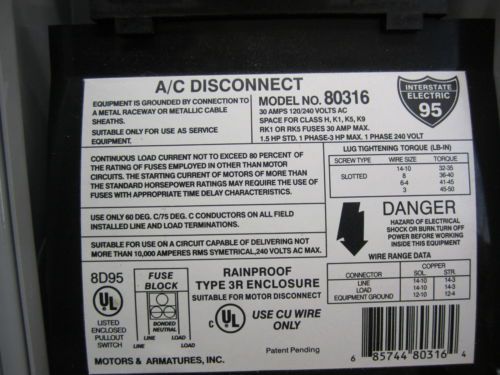 A/C DISCONNECT
EQUIPMENT IS GROUNDED BY CONNECTION TO
A METAL RACEWAY OR METALLIC CABLE
SHEATHS.
SUITABLE ONLY FOR USE AS SERVICE
EQUIPMENT.
MODEL NO. 80316
30 AMPS 120/240 VOLTS AC
SPACE FOR CLASS H, K1, K5, K9
RK1 OR RK5 FUSES 30 AMP MAX.
1.5 HP STD. 1 PHASE-3 HP MAX. 1 PHASE 240 VOLT
INTERSTATE
ELECTRIC
95
CONTINUOUS LOAD CURRENT NOT TO EXCEED 80 PERCENT OF
THE RATING OF FUSES EMPLOYED IN OTHER THAN MOTOR
CIRCUITS. THE STARTING CURRENT OF MOTORS OF MORE THAN
THE STANDARD HORSEPOWER RATINGS MAY REQUIRE THE USE OF
FUSES WITH APPROPRIATE TIME DELAY CHARACTERISTICS.
LUG TIGHTENING TORQUE (LB-IN)
SCREW TYPE WIRE SIZE TORQUE
SLOTTED
14-10 32-35
8 36-40
6-4 41-45
3 45-50
USE ONLY 60 DEG. C/75 DEG. C CONDUCTORS ON ALL FIELD
INSTALLED LINE AND LOAD TERMINATIONS.
DANGER
HAZARD OF ELECTRICAL
SHOCK OR BURN.TURN OFF
POWER BEFORE WORKING
INSIDE.
SUITABLE FOR USE ON A CIRCUIT CAPABLE OF DELIVERING NOT
MORE THAN 10,000 AMPERES RMS SYMETRICAL,240 VOLTS AC MAX.
WIRE RANGE DATA
CONNECTOR COPPER
SOL. STR.
LINE 14-10 14-3
LOAD 14-10 14-3
EQUIPMENT GROUND 12-10 12-4
8D95
UL
LISTED
ENCLOSED
PULLOUT
SWITCH
FUSE
BLOCK
BONDED
NEUTRAL
LINE LOAD LINE
RAINPROOF
TYPE 3R ENCLOSURE
SUITABLE FOR MOTOR DISCONNECT
C UL
USE CU WIRE
ONLY
MOTORS & ARMATURES, INC.
Patent Pending
6 85744 80316 4